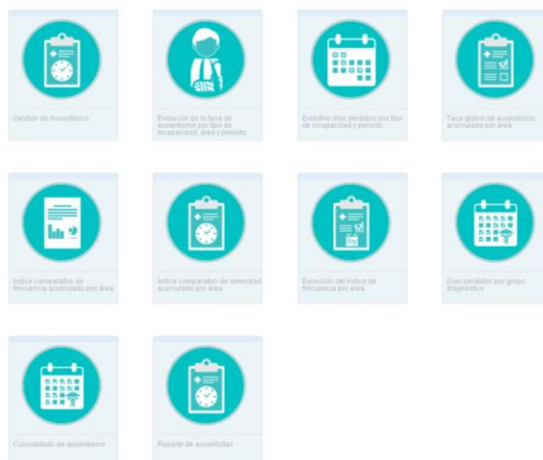 Gestión de Ausentismo
Evolución de la tasa de
ausentismo por tipo de
incapacidad, área y periodo
Evolutivo días perdidos por tipo
de incapacidad y periodo
Tasa global de ausentismo
acumulada por área
Índice comparativo de
frecuencia acumulado por área
Índice comparativo de severidad
acumulado por área
Evolución del índice de
frecuencia por área
Días perdidos por grupo
diagnóstico
Consolidado de ausentismo
Reporte de ausentistas